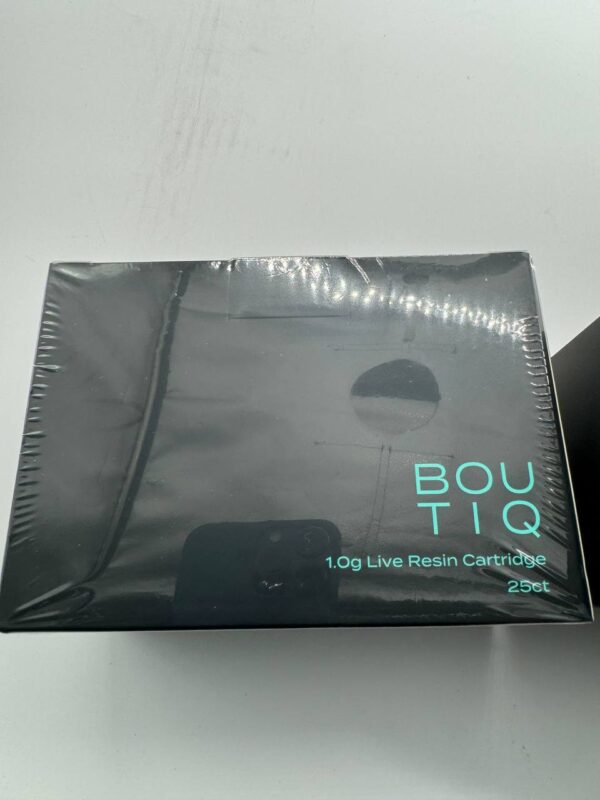 BOU
TIQ
1.0g Live Resin Cartridge
25ct